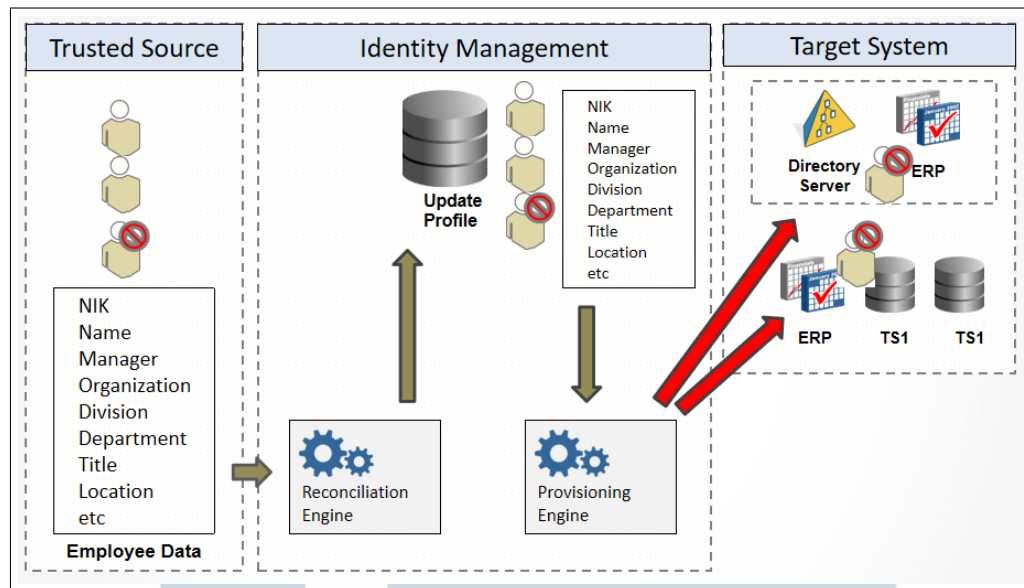 Trusted Source
Identity Management
Target System
NIK
Name
Manager
Organization
Division
Department
Title
Location
etc
Employee Data
Reconciliation
Engine
Update
Profile
NIK
Name
Manager
Organization
Division
Department
Title
Location
etc
Provisioning
Engine
Directory
Server
ERP
January 2002
ERP
TS1
TS1